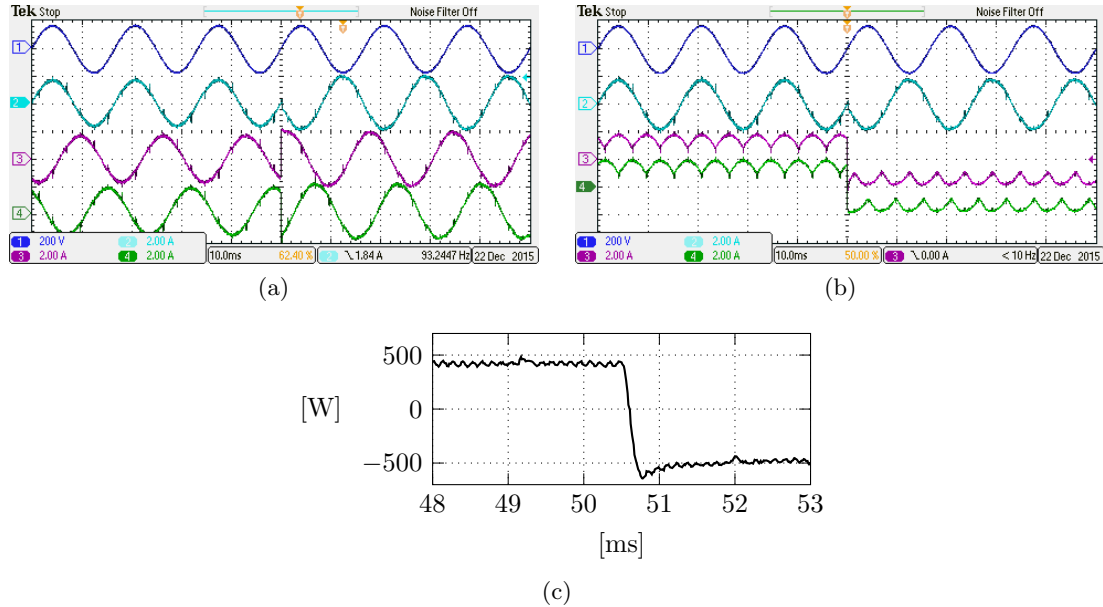 Tek Stop Noise Filter Off
1
2
3
4
1 200 V 2 2.00 A
3 2.00 A 4 2.00 A
10.0ms 62.40 %
2 1.84 A 93.2447 Hz
22 Dec 2015
(a)
Tek Stop Noise Filter Off
1
2
3
4
1 200 V 2 2.00 A
3 2.00 A 4 2.00 A
10.0ms 50.00 %
3 0.00 A < 10 Hz
22 Dec 2015
(b)
500
[W] 0
−500
48 49 50 51 52 53
[ms]
(c)